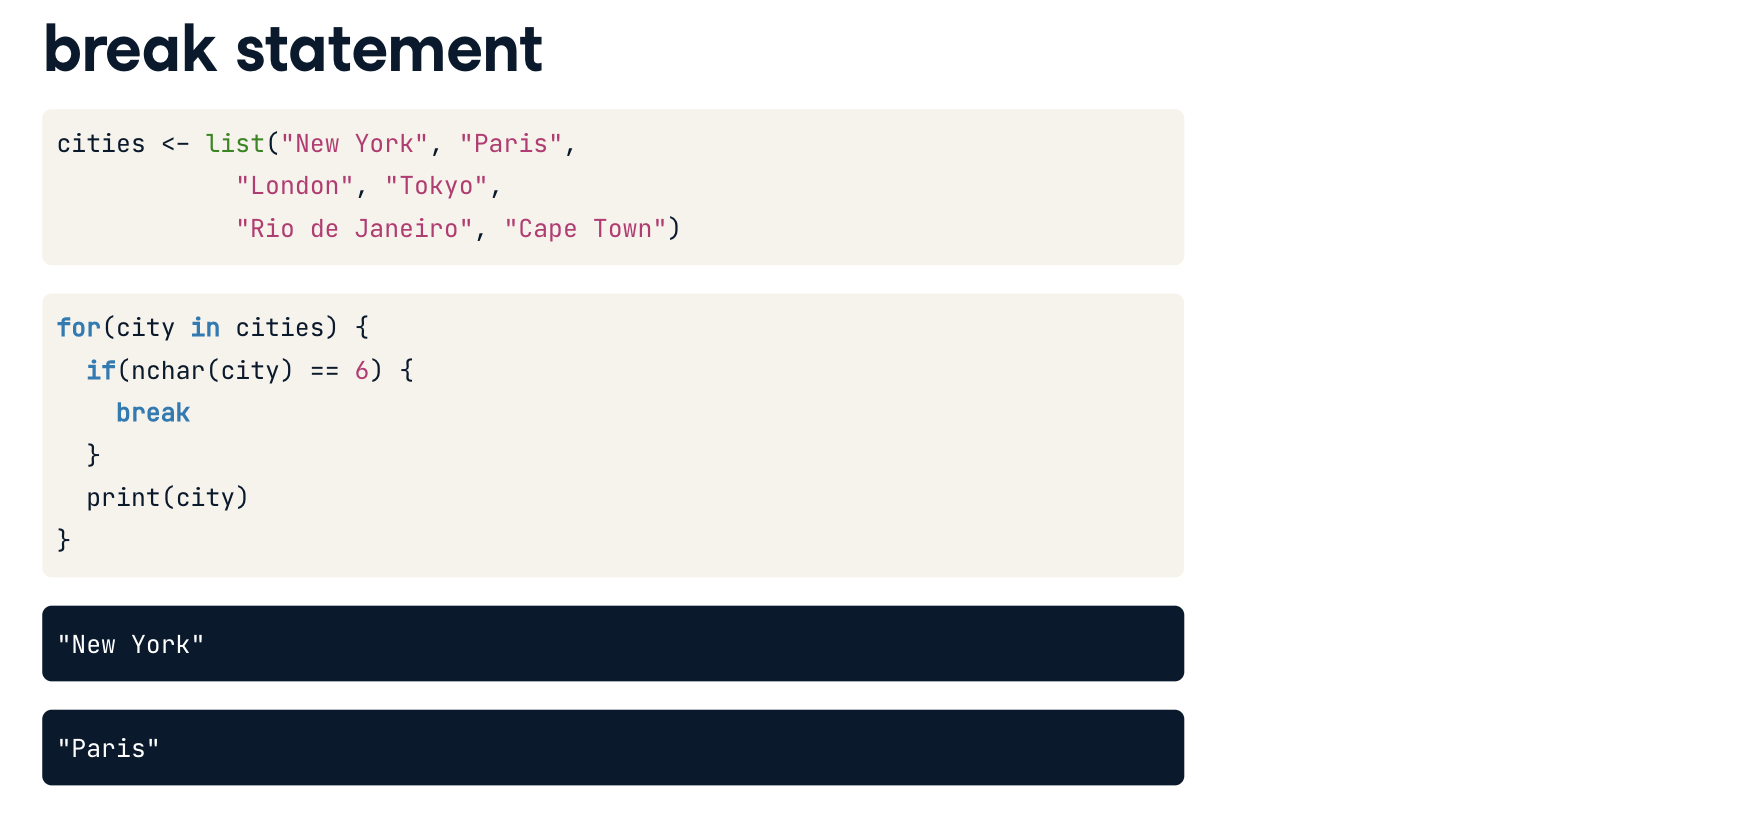 break statement
cities <- list("New York", "Paris",
            "London", "Tokyo",
            "Rio de Janeiro", "Cape Town")
for(city in cities) {
  if(nchar(city) == 6) {
    break
  }
  print(city)
}
"New York"
"Paris"